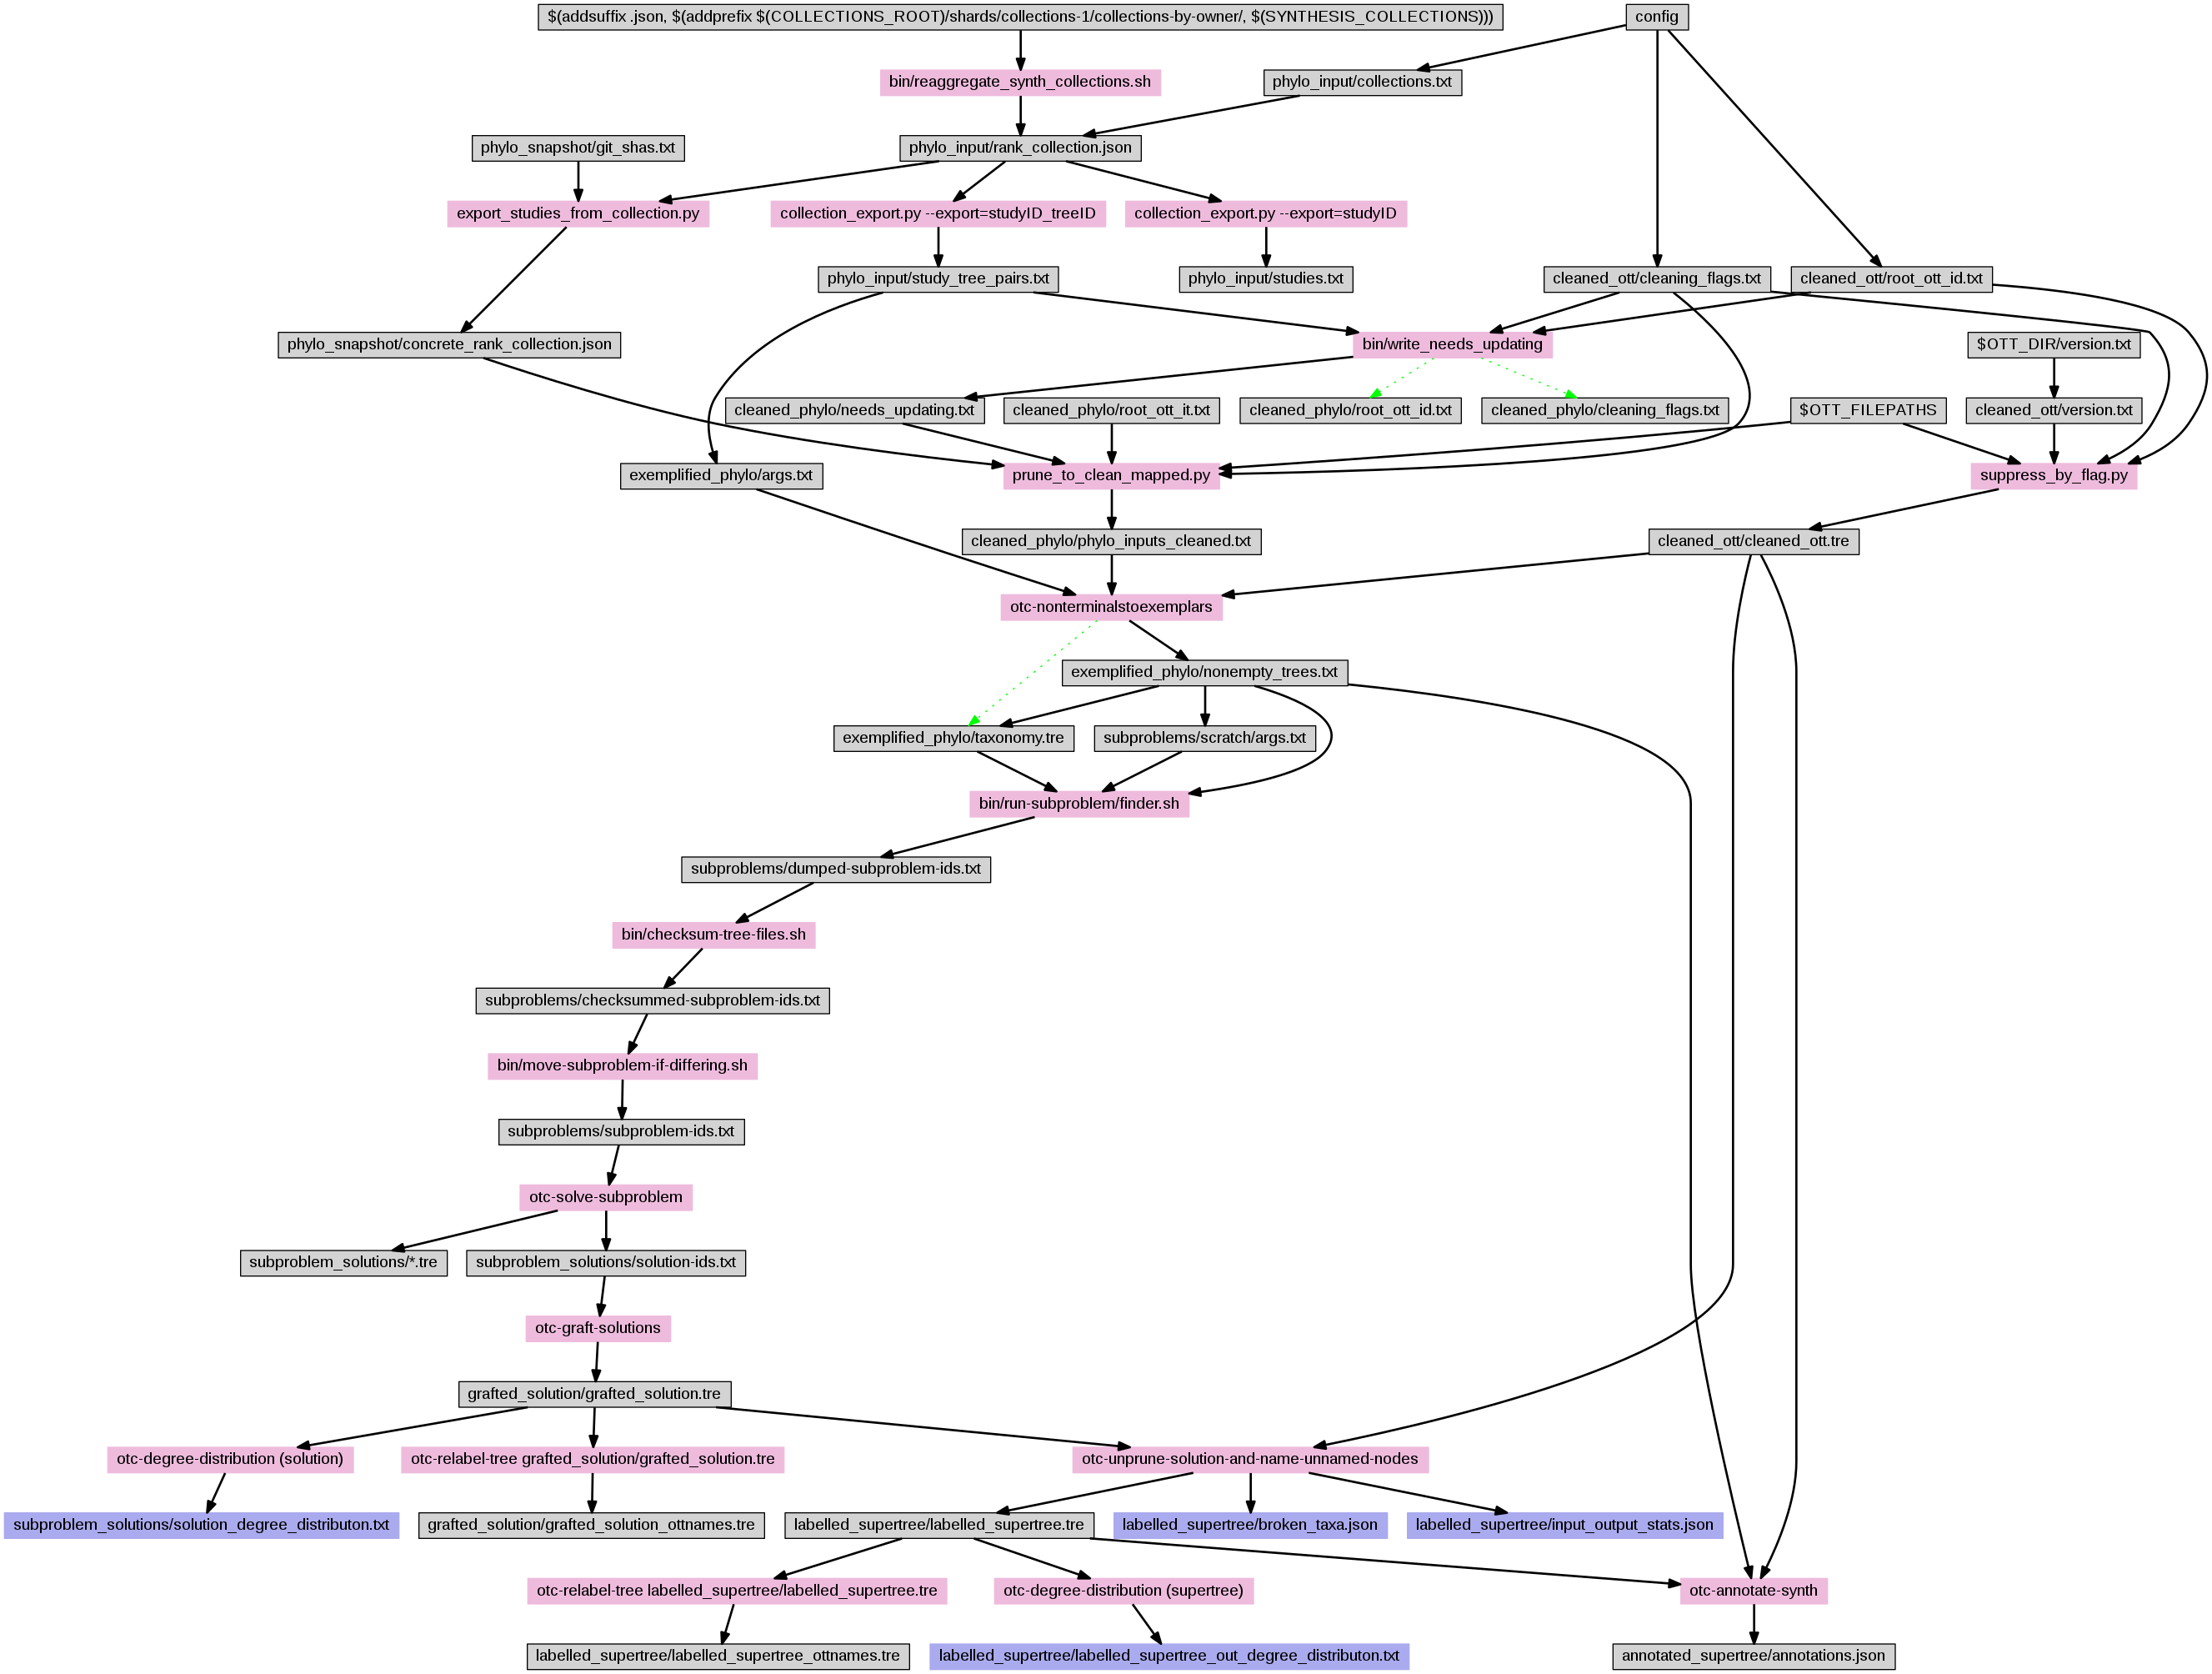 $(addsuffix .json, $(addprefix $(COLLECTIONS_ROOT)/shards/collections-1/collections-by-owner/, $(SYNTHESIS_COLLECTIONS)))
config
bin/reaggregate_synth_collections.sh
phylo_input/collections.txt
phylo_snapshot/git_shas.txt
phylo_input/rank_collection.json
export_studies_from_collection.py
collection_export.py --export=studyID_treeID
collection_export.py --export=studyID
phylo_input/study_tree_pairs.txt
phylo_input/studies.txt
cleaned_ott/cleaning_flags.txt
cleaned_ott/root_ott_id.txt
phylo_snapshot/concrete_rank_collection.json
bin/write_needs_updating
$OTT_DIR/version.txt
cleaned_phylo/needs_updating.txt
cleaned_phylo/root_ott_it.txt
cleaned_phylo/root_ott_id.txt
cleaned_phylo/cleaning_flags.txt
$OTT_FILEPATHS
cleaned_ott/version.txt
exemplified_phylo/args.txt
prune_to_clean_mapped.py
suppress_by_flag.py
cleaned_phylo/phylo_inputs_cleaned.txt
cleaned_ott/cleaned_ott.tre
otc-nonterminalstoexemplars
exemplified_phylo/nonempty_trees.txt
exemplified_phylo/taxonomy.tre
subproblems/scratch/args.txt
bin/run-subproblem/finder.sh
subproblems/dumped-subproblem-ids.txt
bin/checksum-tree-files.sh
subproblems/checksummed-subproblem-ids.txt
bin/move-subproblem-if-differing.sh
subproblems/subproblem-ids.txt
otc-solve-subproblem
subproblem_solutions/*.tre
subproblem_solutions/solution-ids.txt
otc-graft-solutions
grafted_solution/grafted_solution.tre
otc-degree-distribution (solution)
otc-relabel-tree grafted_solution/grafted_solution.tre
otc-unprune-solution-and-name-unnamed-nodes
subproblem_solutions/solution_degree_distributon.txt
grafted_solution/grafted_solution_ottnames.tre
labelled_supertree/labelled_supertree.tre
labelled_supertree/broken_taxa.json
labelled_supertree/input_output_stats.json
otc-relabel-tree labelled_supertree/labelled_supertree.tre
otc-degree-distribution (supertree)
otc-annotate-synth
labelled_supertree/labelled_supertree_ottnames.tre
labelled_supertree/labelled_supertree_out_degree_distributon.txt
annotated_supertree/annotations.json